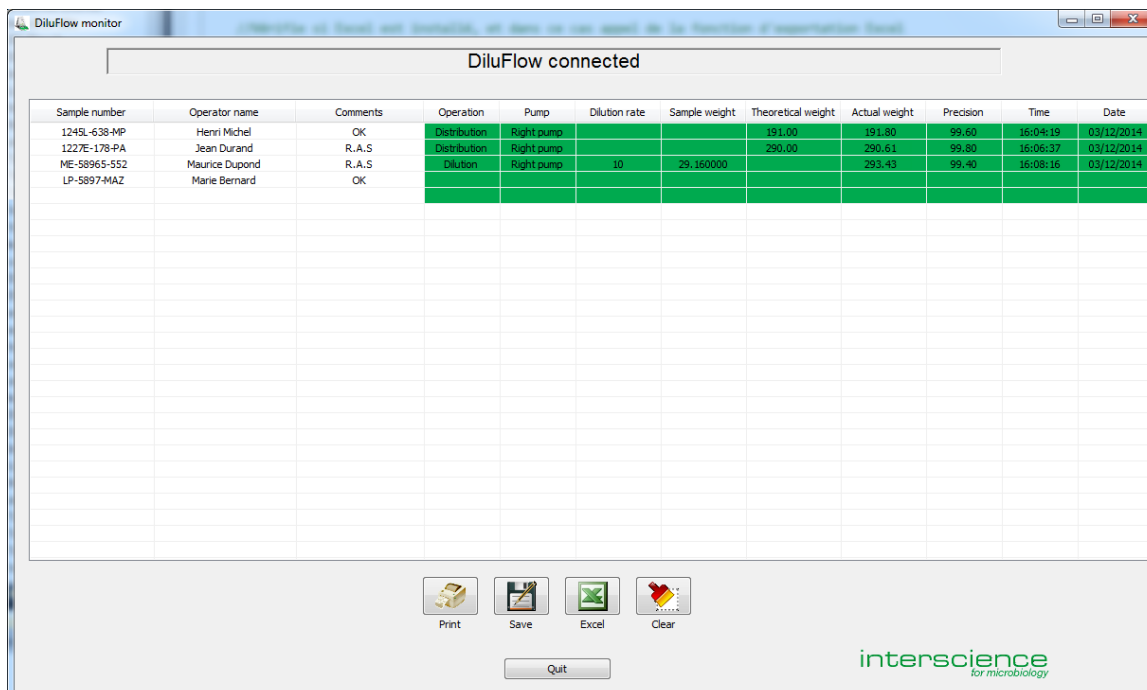 DiluFlow monitor
DiluFlow connected
Sample number Operator name Comments Operation Pump Dilution rate Sample weight Theoretical weight Actual weight Precision Time Date
1245L-638-MP Henri Michel OK Distribution Right pump 191.00 191.80 99.60 16:04:19 03/12/2014
1227E-178-PA Jean Durand R.A.S Distribution Right pump 290.00 290.61 99.80 16:06:37 03/12/2014
ME-58965-552 Maurice Dupond R.A.S Dilution Right pump 10 29.160000 293.43 99.40 16:08:16 03/12/2014
LP-5897-MAZ Marie Bernard OK
Print Save Excel Clear
Quit
interscience
for microbiology